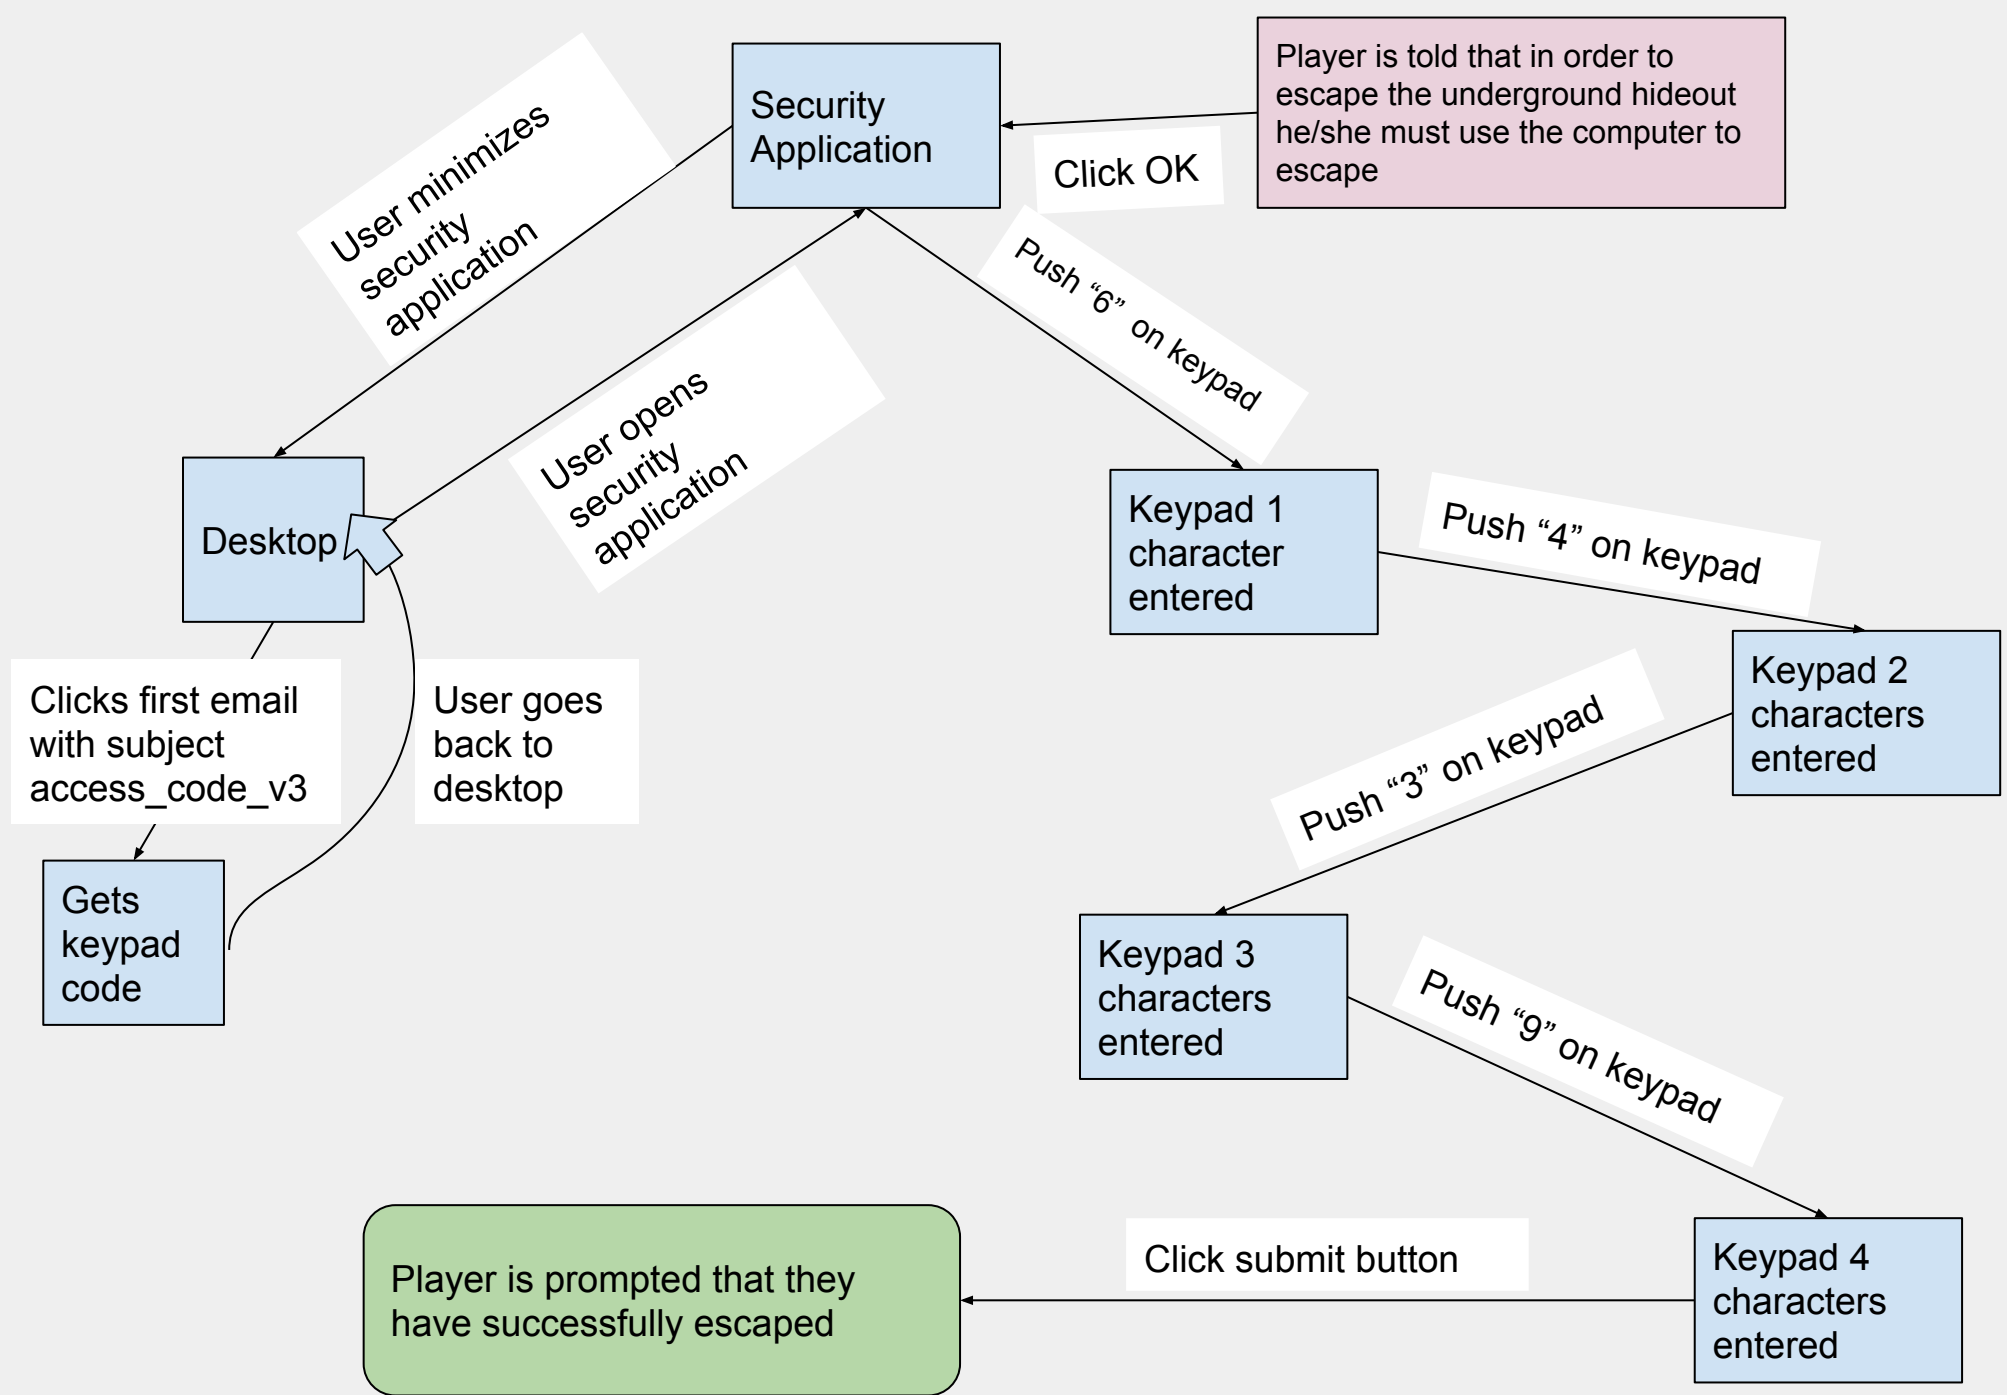 Player is told that in order to
escape the underground hideout
he/she must use the computer to
escape
Click OK
Security
Application
User minimizes
security
application
User opens
security
application
Desktop
Clicks first email
with subject
access_code_v3
User goes
back to
desktop
Gets
keypad
code
Push “6” on keypad
Keypad 1
character
entered
Push “4” on keypad
Keypad 2
characters
entered
Push “3” on keypad
Keypad 3
characters
entered
Push “9” on keypad
Keypad 4
characters
entered
Click submit button
Player is prompted that they
have successfully escaped